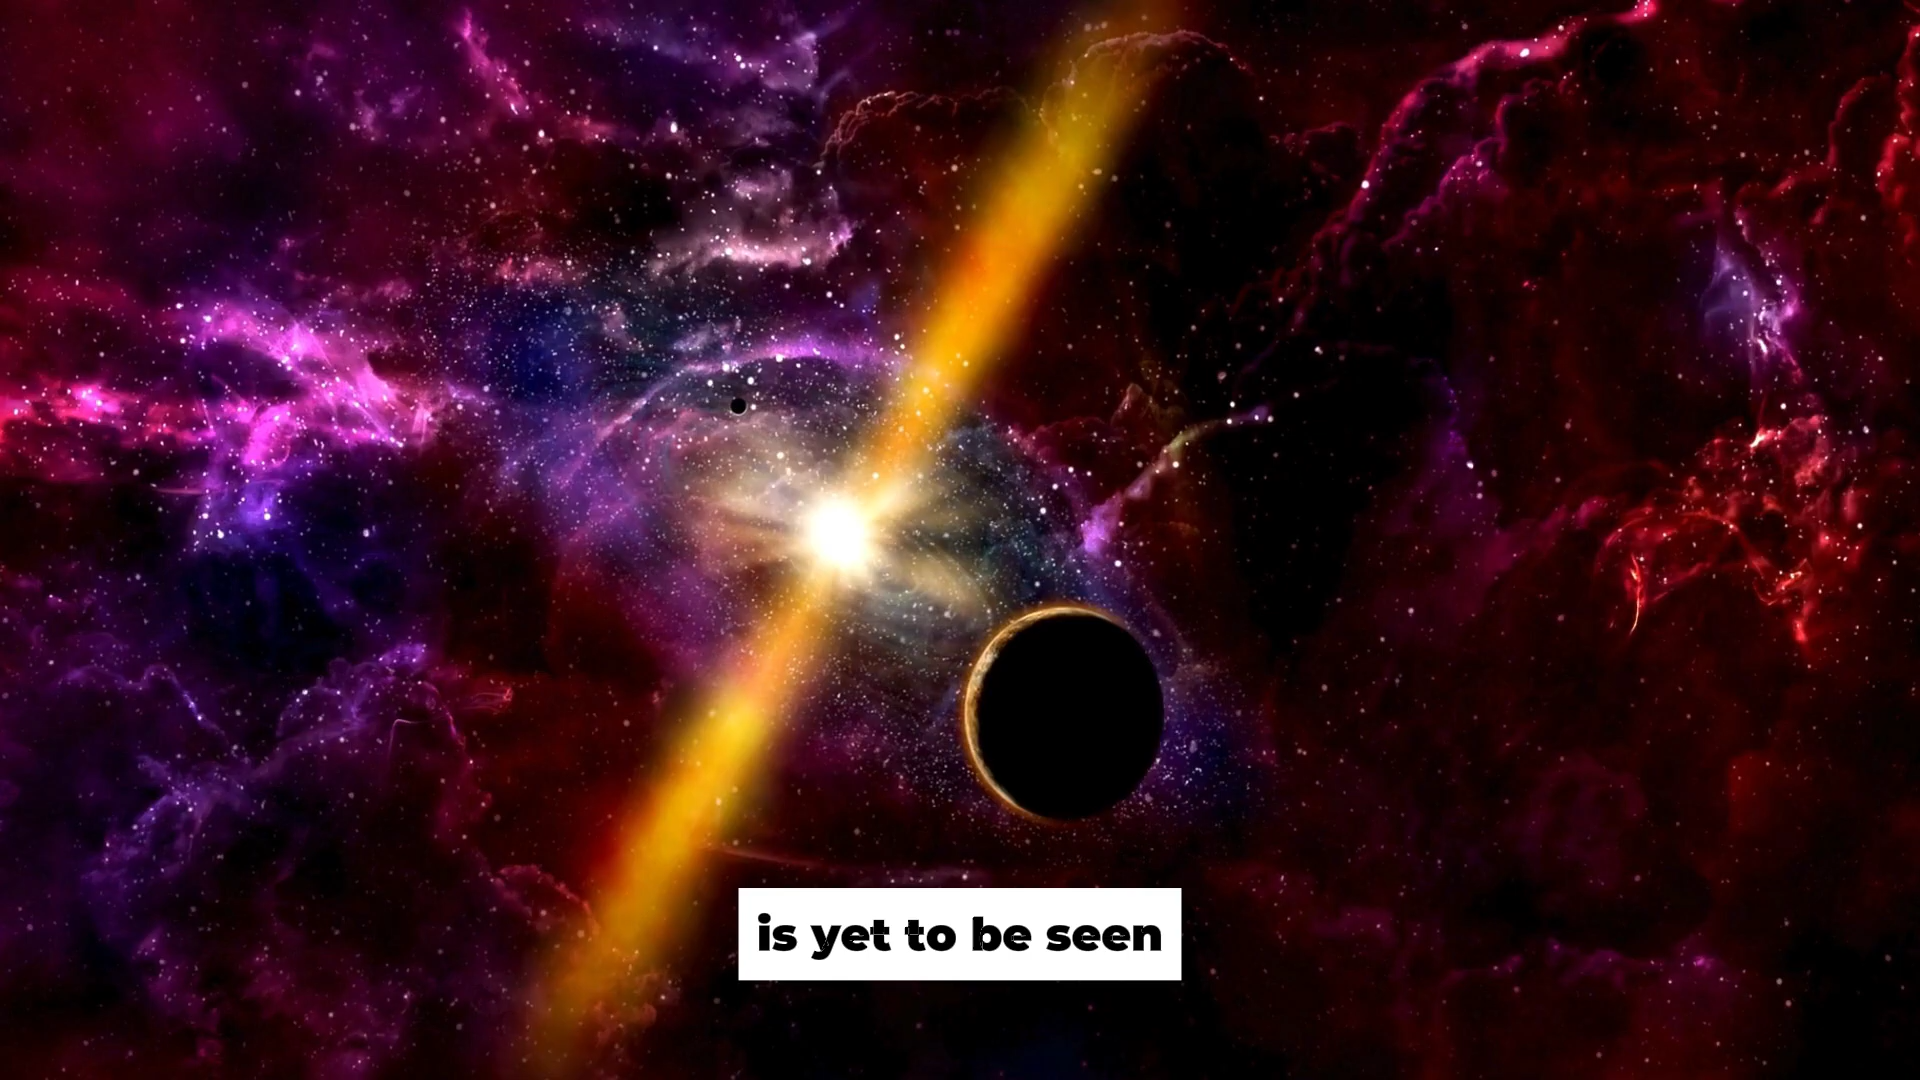 is yet to be seen